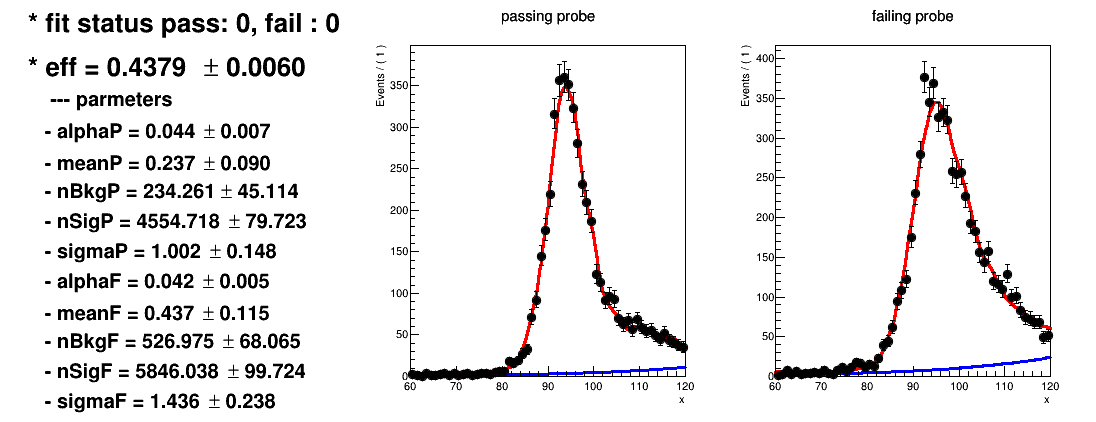 * fit status pass: 0, fail : 0
* eff = 0.4379 ± 0.0060
--- parmeters
- alphaP = 0.044 ± 0.007
- meanP = 0.237 ± 0.090
- nBkgP = 234.261 ± 45.114
- nSigP = 4554.718 ± 79.723
- sigmaP = 1.002 ± 0.148
- alphaF = 0.042 ± 0.005
- meanF = 0.437 ± 0.115
- nBkgF = 526.975 ± 68.065
- nSigF = 5846.038 ± 99.724
- sigmaF = 1.436 ± 0.238
passing probe
Events / ( 1 )
350
300
250
200
150
100
50
0
60 70 80 90 100 110 120
x
failing probe
Events / ( 1 )
400
350
300
250
200
150
100
50
0
60 70 80 90 100 110 120
x